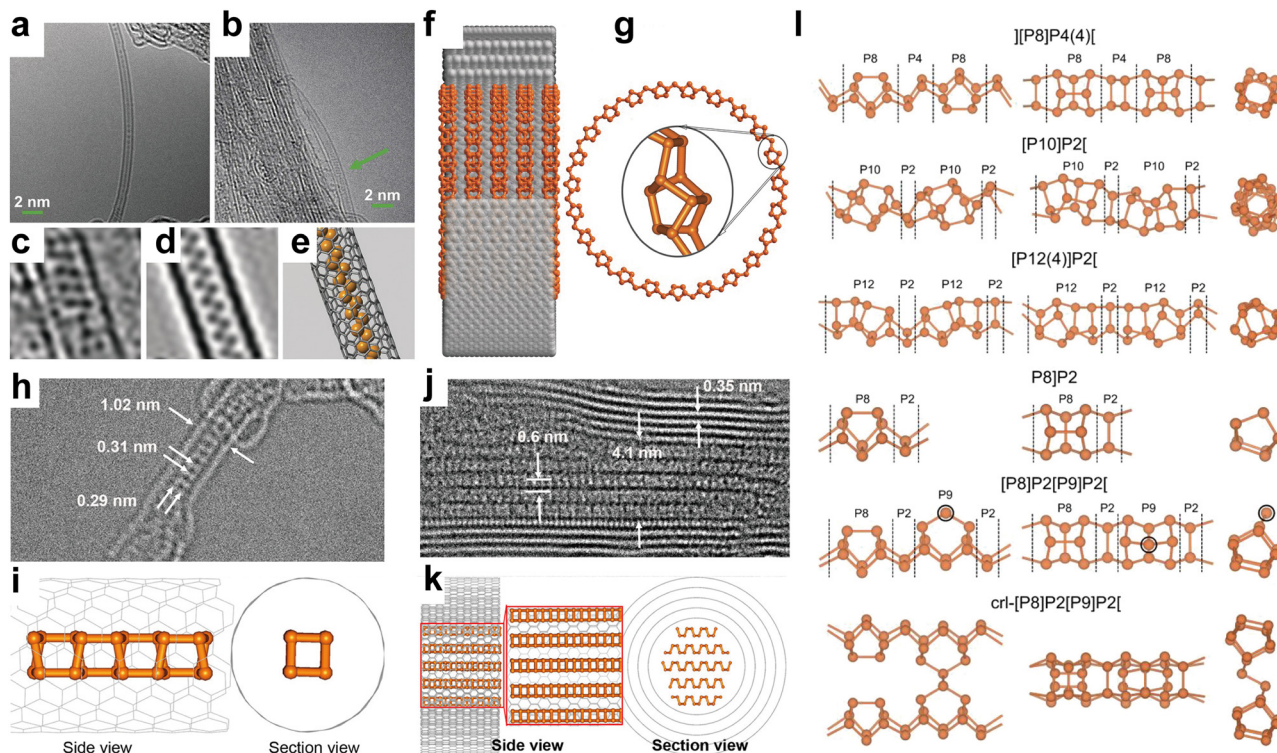 a
b
2 nm
2 nm
c
d
e
f
g
h
1.02 nm
0.31 nm
0.29 nm
i
Side view
Section view
j
0.35 nm
0.6 nm
4.1 nm
k
Side view
Section view
l
][P8]P4(4)[
P8 P4 P8
P8 P4 P8
[P10]P2[
P10 P2 P10 P2
P10 P2 P10 P2
[P12(4)]P2[
P12 P2 P12 P2
P12 P2 P12 P2
P8]P2
P8 P2
P8 P2
[P8]P2[P9]P2[
P8 P2 P9 P2
P8 P2 P9 P2
crl-[P8]P2[P9]P2[